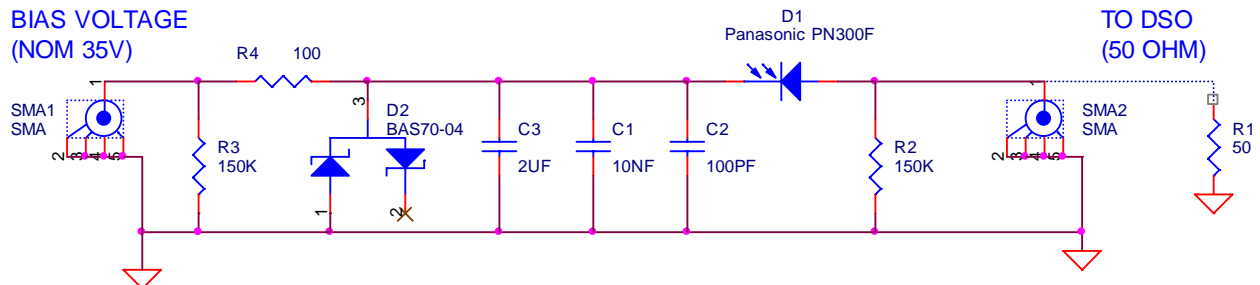 BIAS VOLTAGE
(NOM 35V)
D1
Panasonic PN300F
TO DSO
(50 OHM)
R4 100
1
3
1
SMA1
SMA
D2
BAS70-04
SMA2
SMA
R1
50
C3
2UF
C1
10NF
C2
100PF
R3
150K
R2
150K
2 3 4 5
1
2
2 3 4 5